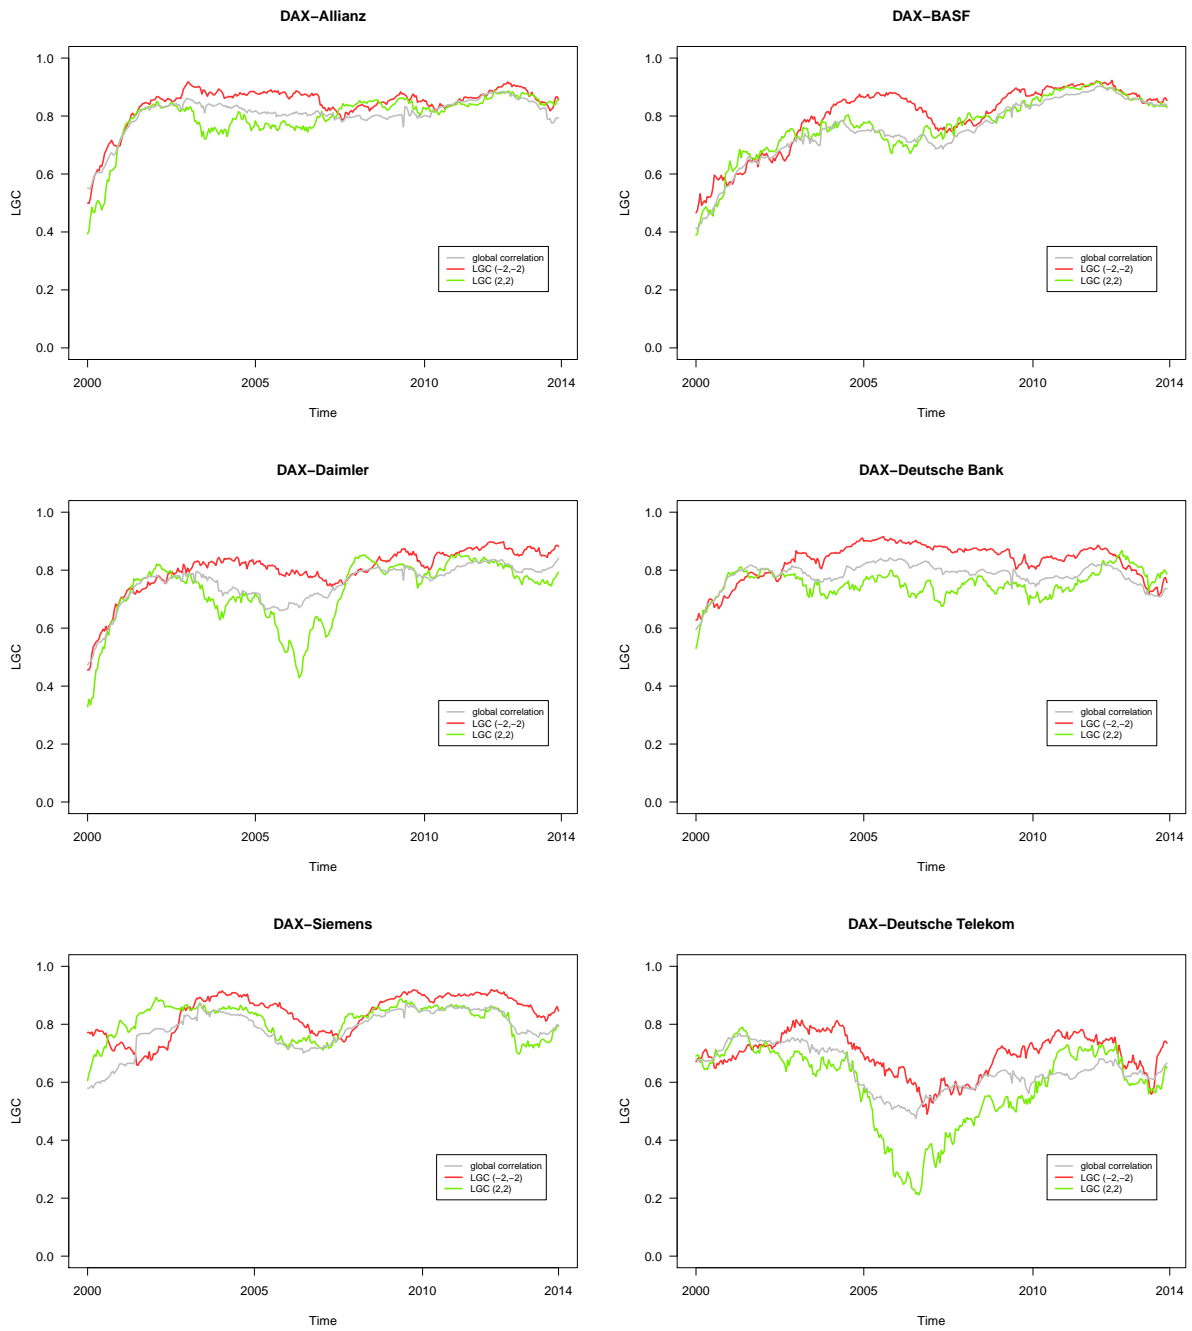 DAX−Allianz
LGC
1.0
0.8
0.6
0.4
0.2
0.0
global correlation
LGC (−2,−2)
LGC (2,2)
2000 2005 2010 2014
Time
DAX−BASF
LGC
1.0
0.8
0.6
0.4
0.2
0.0
global correlation
LGC (−2,−2)
LGC (2,2)
2000 2005 2010 2014
Time
DAX−Daimler
LGC
1.0
0.8
0.6
0.4
0.2
0.0
global correlation
LGC (−2,−2)
LGC (2,2)
2000 2005 2010 2014
Time
DAX−Deutsche Bank
LGC
1.0
0.8
0.6
0.4
0.2
0.0
global correlation
LGC (−2,−2)
LGC (2,2)
2000 2005 2010 2014
Time
DAX−Siemens
LGC
1.0
0.8
0.6
0.4
0.2
0.0
global correlation
LGC (−2,−2)
LGC (2,2)
2000 2005 2010 2014
Time
DAX−Deutsche Telekom
LGC
1.0
0.8
0.6
0.4
0.2
0.0
global correlation
LGC (−2,−2)
LGC (2,2)
2000 2005 2010 2014
Time